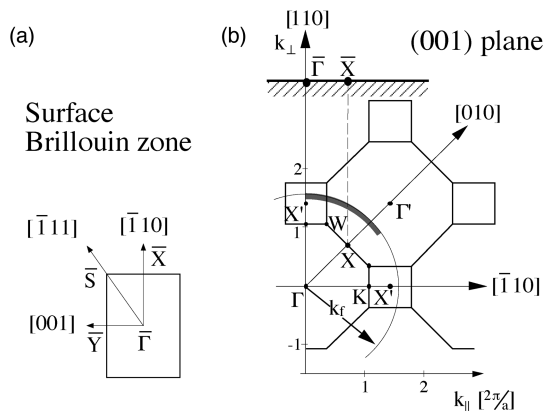 (a)
Surface
Brillouin zone
[1̅11]
[1̅10]
X̅
S̅
[001]
Y̅
Γ̅
(b)
[110]
k⊥
(001) plane
Γ̅
X̅
[010]
2
X'
W
Γ'
1
X
Γ
K
X'
[1̅10]
k_f
-1
1
2
k_∥ [2π/a]